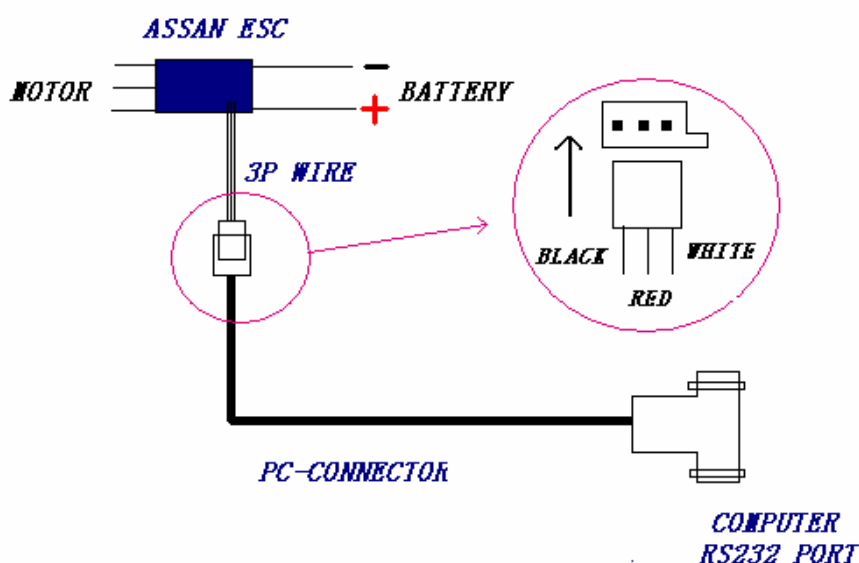 ASSAN ESC
MOTOR
- BATTERY
+
3P WIRE
BLACK
WHITE
RED
PC-CONNECTOR
COMPUTER
RS232 PORT